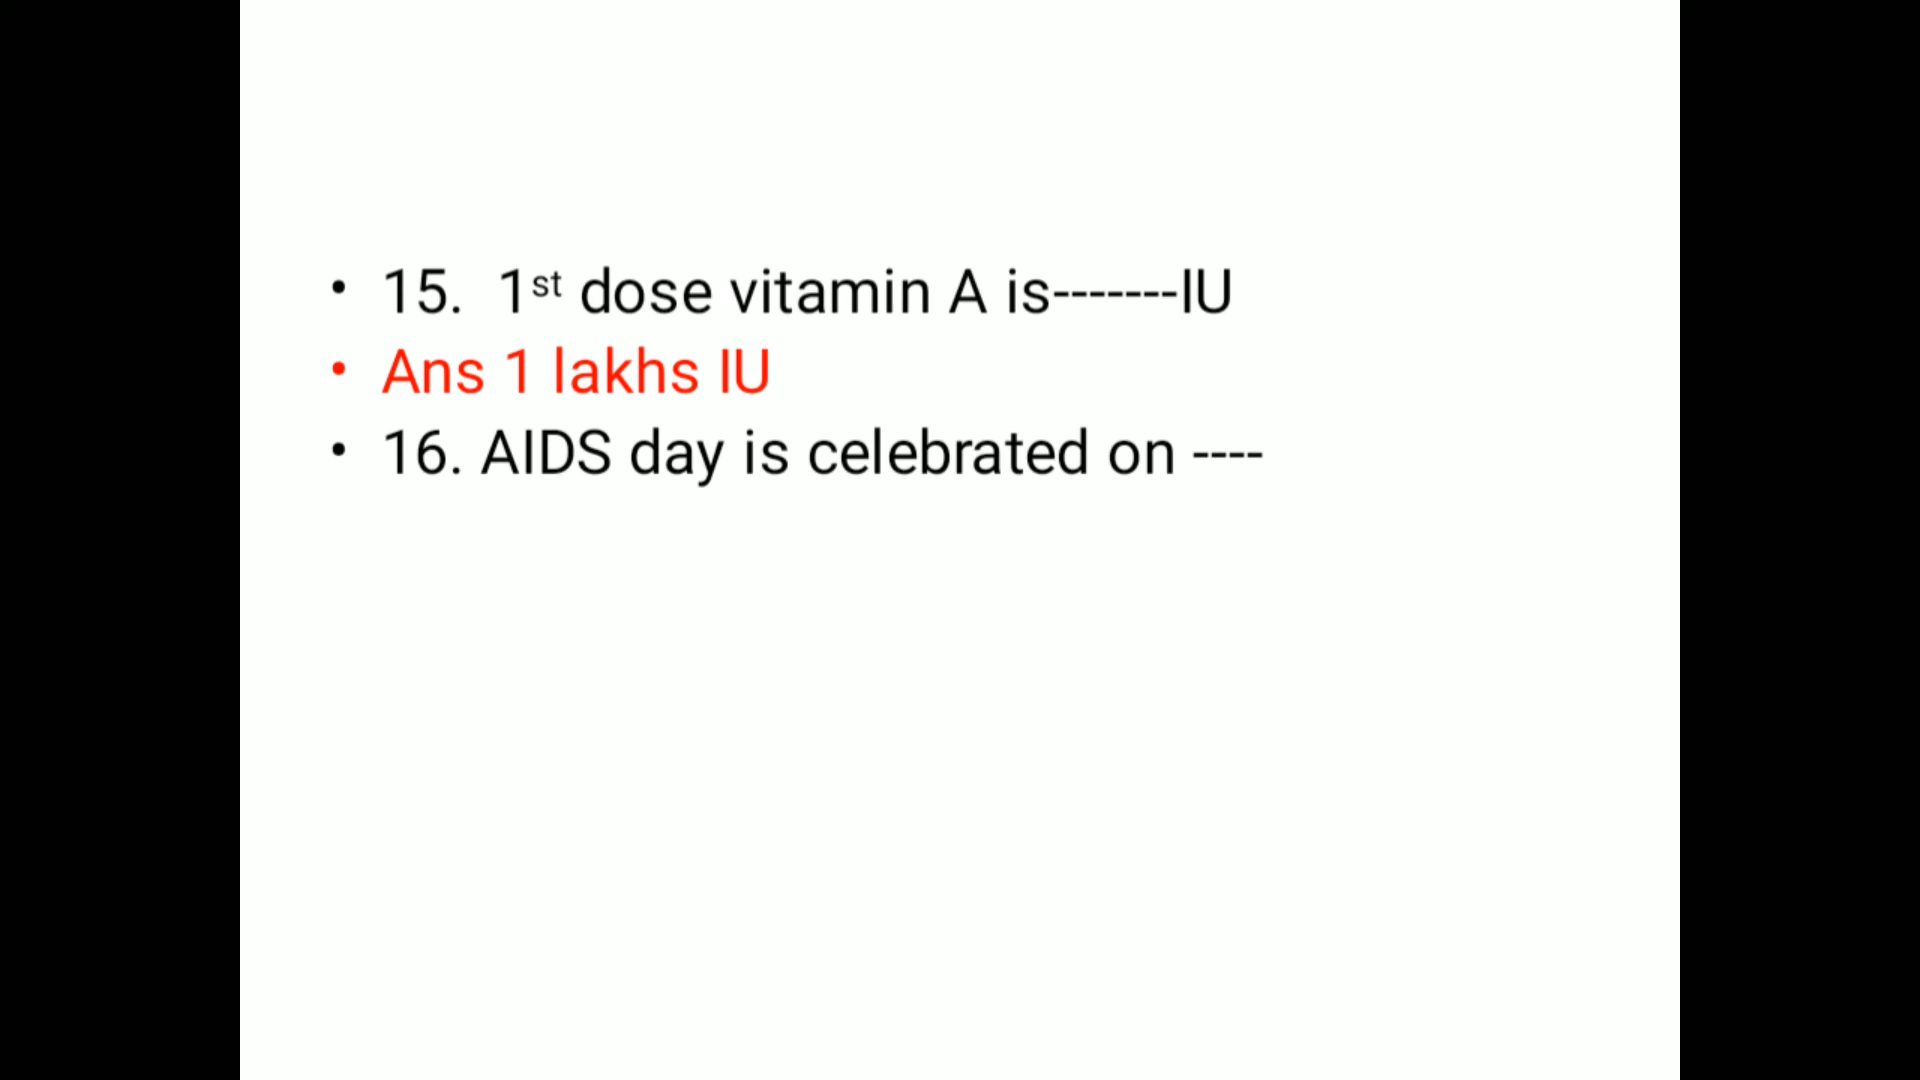 • 15. 1st dose vitamin A is-------IU
• Ans 1 lakhs IU
• 16. AIDS day is celebrated on ----